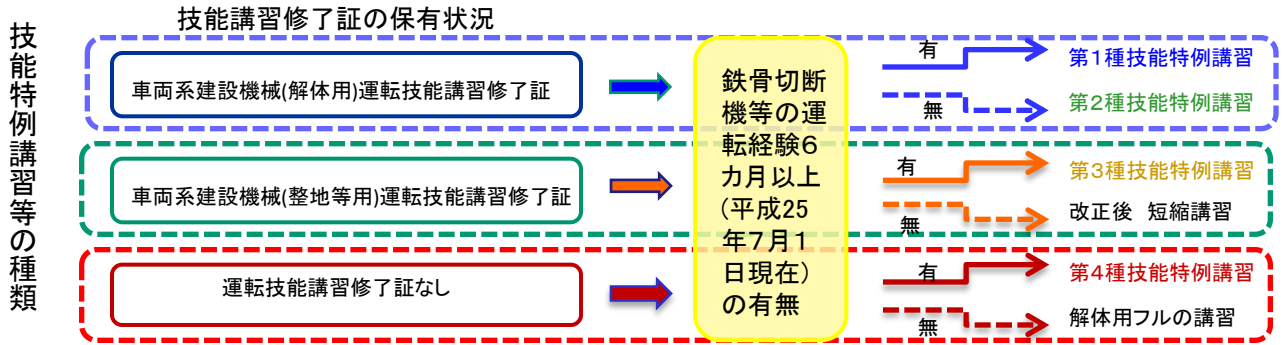 技能講習修了証の保有状況
技能特例講習等の種類
車両系建設機械(解体用)運転技能講習修了証
車両系建設機械(整地等用)運転技能講習修了証
運転技能講習修了証なし
鉄骨切断
機等の運
転経験6
カ月以上
(平成25
年7月1
日現在)
の有無
有
第1種技能特例講習
無
第2種技能特例講習
有
第3種技能特例講習
無
改正後 短縮講習
有
第4種技能特例講習
無
解体用フルの講習